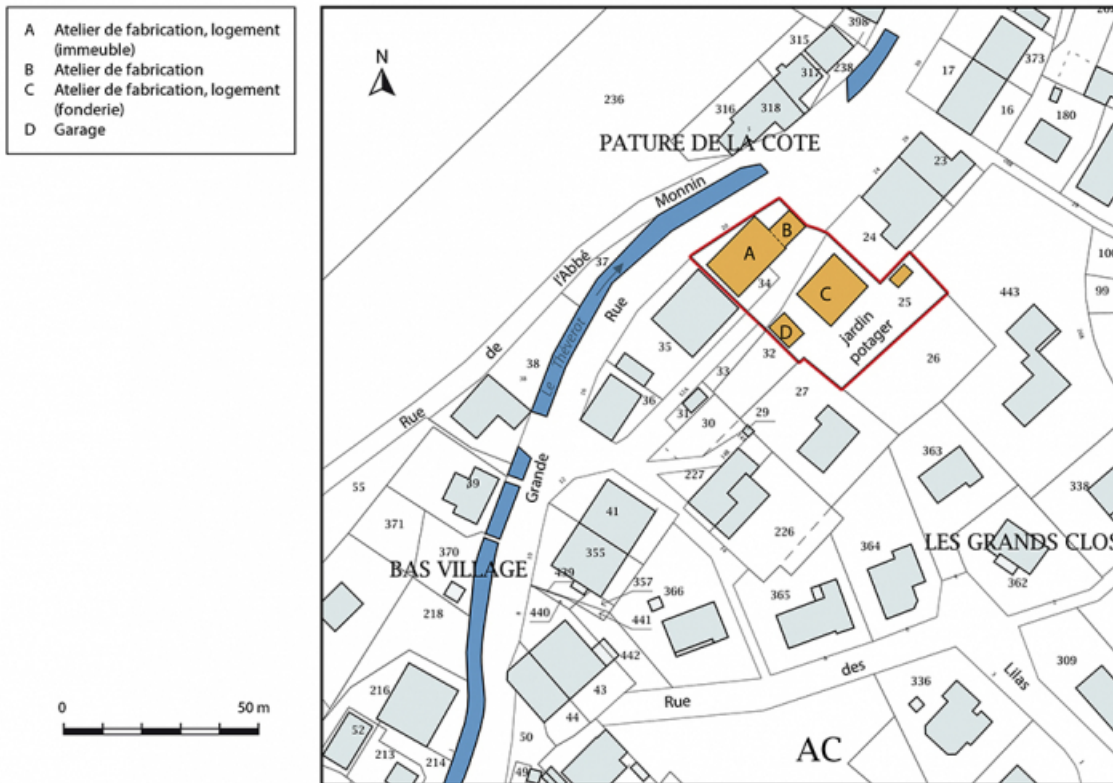 A Atelier de fabrication, logement
(immeuble)
B Atelier de fabrication
C Atelier de fabrication, logement
(fonderie)
D Garage
N
0 50 m
398
315
317
238
236
316
318
17
373
16
180
PATURE DE LA COTE
23
Monnin
24
l'Abbé
37
A
B
34
C
25
443
100
99
Rue
jardin
potager
D
Le Théverot
35
32
26
de
38
33
27
36
31
30
29
Rue
39
227
363
338
55
Grande
371
41
226
370
355
364
LES GRANDS CLOS
BAS VILLAGE
439
357
366
365
362
218
440
441
442
des
309
216
43
336
Lilas
44
Rue
52
50
AC
213
214
49